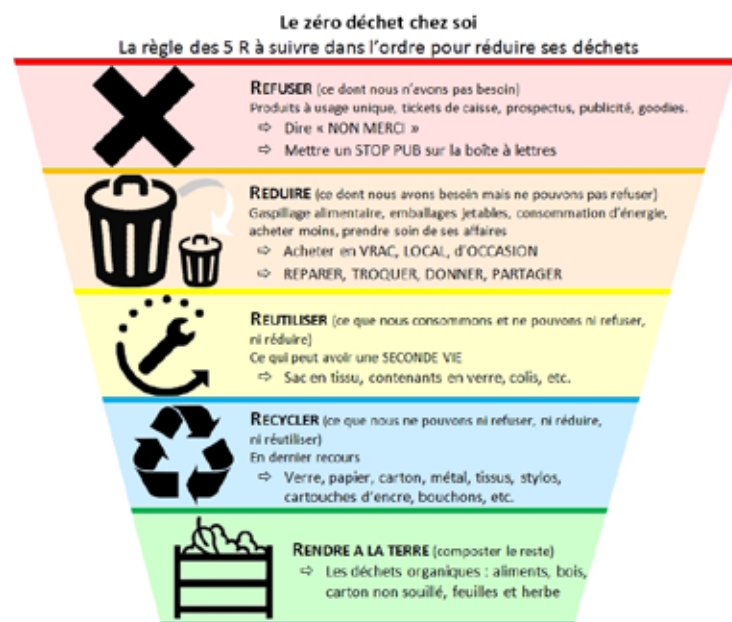 Le zéro déchet chez soi
La règle des 5 R à suivre dans l'ordre pour réduire ses déchets
REFUSER (ce dont nous n'avons pas besoin)
Produits à usage unique, tickets de caisse, prospectus, publicité, goodies.
⇨ Dire « NON MERCI »
⇨ Mettre un STOP PUB sur la boîte à lettres
REDUIRE (ce dont nous avons besoin mais ne pouvons pas refuser)
Gaspillage alimentaire, emballages jetables, consommation d'énergie,
acheter moins, prendre soin de ses affaires
⇨ Acheter en VRAC, LOCAL, d'OCCASION
⇨ REPARER, TROQUER, DONNER, PARTAGER
REUTILISER (ce que nous consommons et ne pouvons ni refuser,
ni réduire)
Ce qui peut avoir une SECONDE VIE
⇨ Sac en tissu, contenants en verre, colis, etc.
RECYCLER (ce que nous ne pouvons ni refuser, ni réduire,
ni réutiliser)
En dernier recours
⇨ Verre, papier, carton, métal, tissus, stylos,
cartouches d'encre, bouchons, etc.
RENDRE A LA TERRE (composter le reste)
⇨ Les déchets organiques : aliments, bois,
carton non souillé, feuilles et herbe